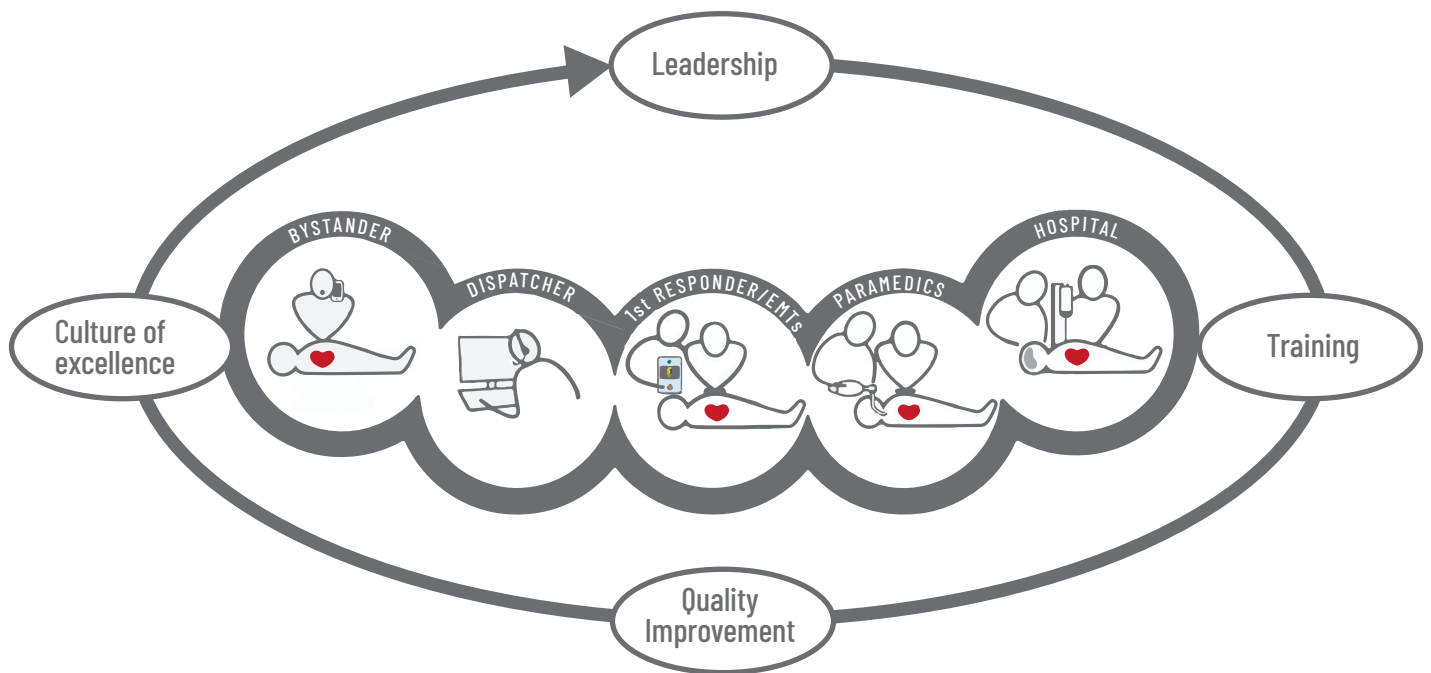 Leadership
BYSTANDER
DISPATCHER
1st RESPONDER/EMTs
PARAMEDICS
HOSPITAL
Culture of
excellence
Training
Quality
Improvement